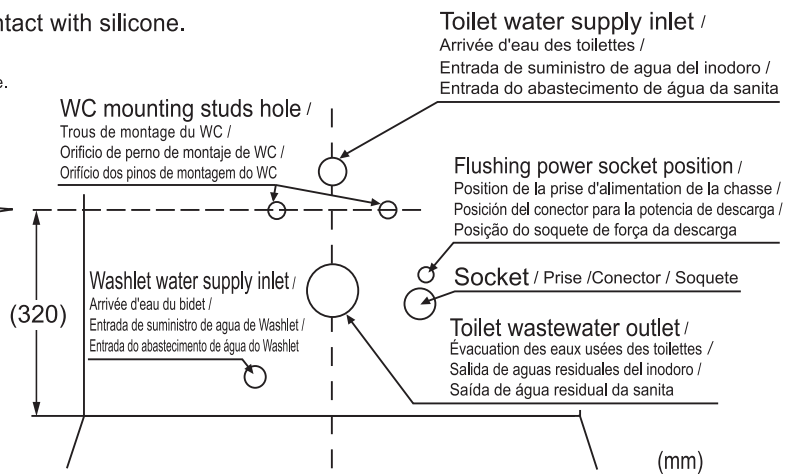 ntact with silicone.
e.
Toilet water supply inlet /
Arrivée d'eau des toilettes /
Entrada de suministro de agua del inodoro /
Entrada do abastecimento de água da sanita
WC mounting studs hole /
Trous de montage du WC /
Orificio de perno de montaje de WC /
Orifício dos pinos de montagem do WC
Flushing power socket position /
Position de la prise d'alimentation de la chasse /
Posición del conector para la potencia de descarga /
Posição do soquete de força da descarga
Socket / Prise /Conector / Soquete
Washlet water supply inlet /
Arrivée d'eau du bidet /
Entrada de suministro de agua de Washlet /
Entrada do abastecimento de água do Washlet
(320)
Toilet wastewater outlet /
Évacuation des eaux usées des toilettes /
Salida de aguas residuales del inodoro /
Saída de água residual da sanita
(mm)